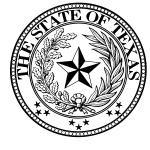 THE STATE OF TEXAS